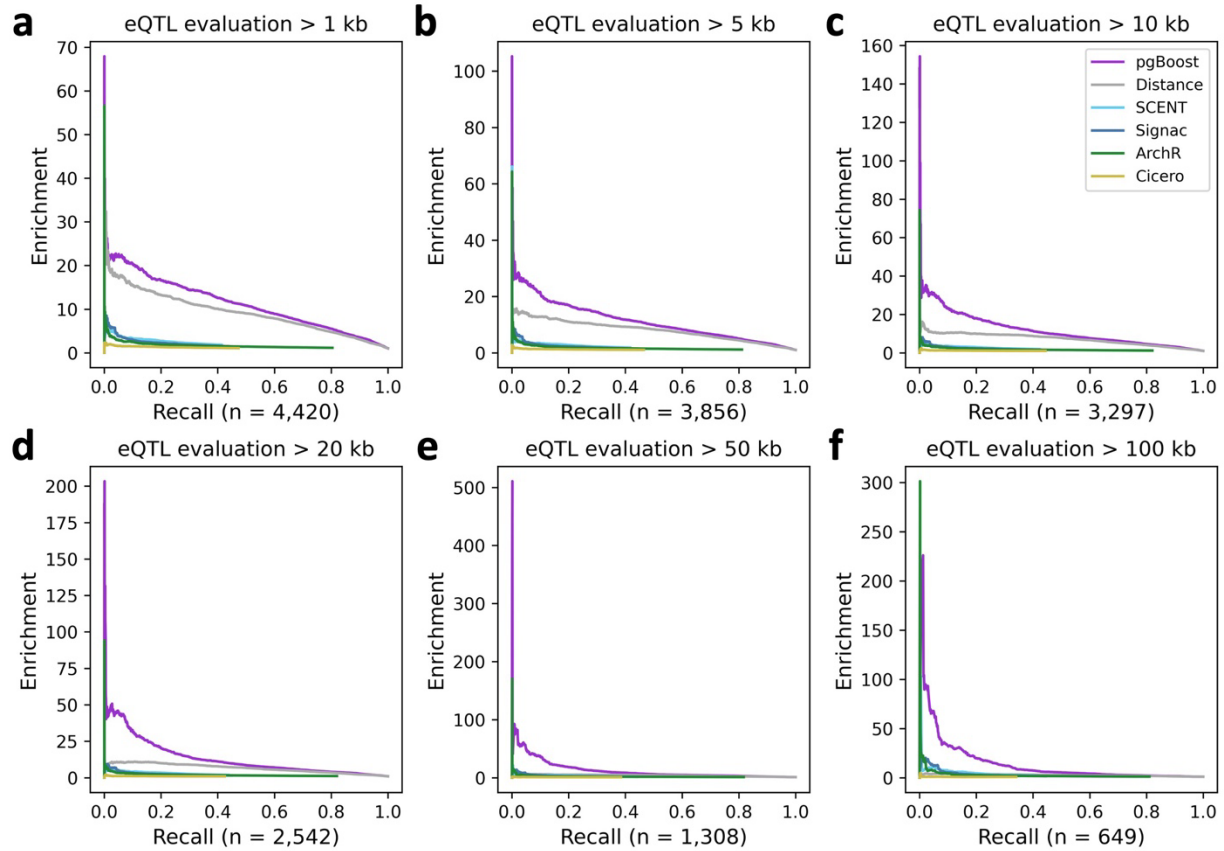 a
eQTL evaluation > 1 kb
70
60
50
40
30
20
10
0
Enrichment
0.0 0.2 0.4 0.6 0.8 1.0
Recall (n = 4,420)
b
eQTL evaluation > 5 kb
100
80
60
40
20
0
Enrichment
0.0 0.2 0.4 0.6 0.8 1.0
Recall (n = 3,856)
c
eQTL evaluation > 10 kb
160
140
120
100
80
60
40
20
0
Enrichment
pgBoost
Distance
SCENT
Signac
ArchR
Cicero
0.0 0.2 0.4 0.6 0.8 1.0
Recall (n = 3,297)
d
eQTL evaluation > 20 kb
200
175
150
125
100
75
50
25
0
Enrichment
0.0 0.2 0.4 0.6 0.8 1.0
Recall (n = 2,542)
e
eQTL evaluation > 50 kb
500
400
300
200
100
0
Enrichment
0.0 0.2 0.4 0.6 0.8 1.0
Recall (n = 1,308)
f
eQTL evaluation > 100 kb
300
250
200
150
100
50
0
Enrichment
0.0 0.2 0.4 0.6 0.8 1.0
Recall (n = 649)